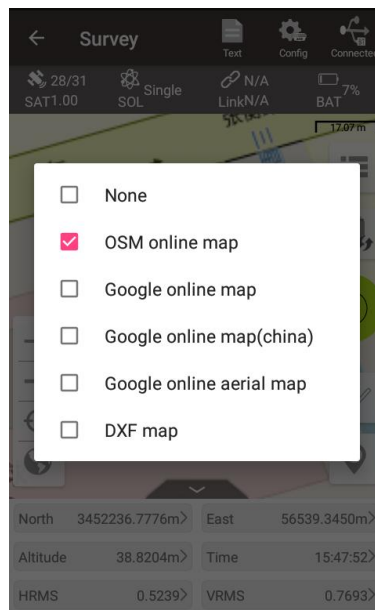 Survey
Text
Config
Connected
28/31
SAT1.00
Single
SOL
N/A
LinkN/A
7%
BAT
17.07 m
None
OSM online map
Google online map
Google online map(china)
Google online aerial map
DXF map
North 3452236.7776m> East 56539.3450m>
Altitude 38.8204m> Time 15:47:52>
HRMS 0.5239> VRMS 0.7693>